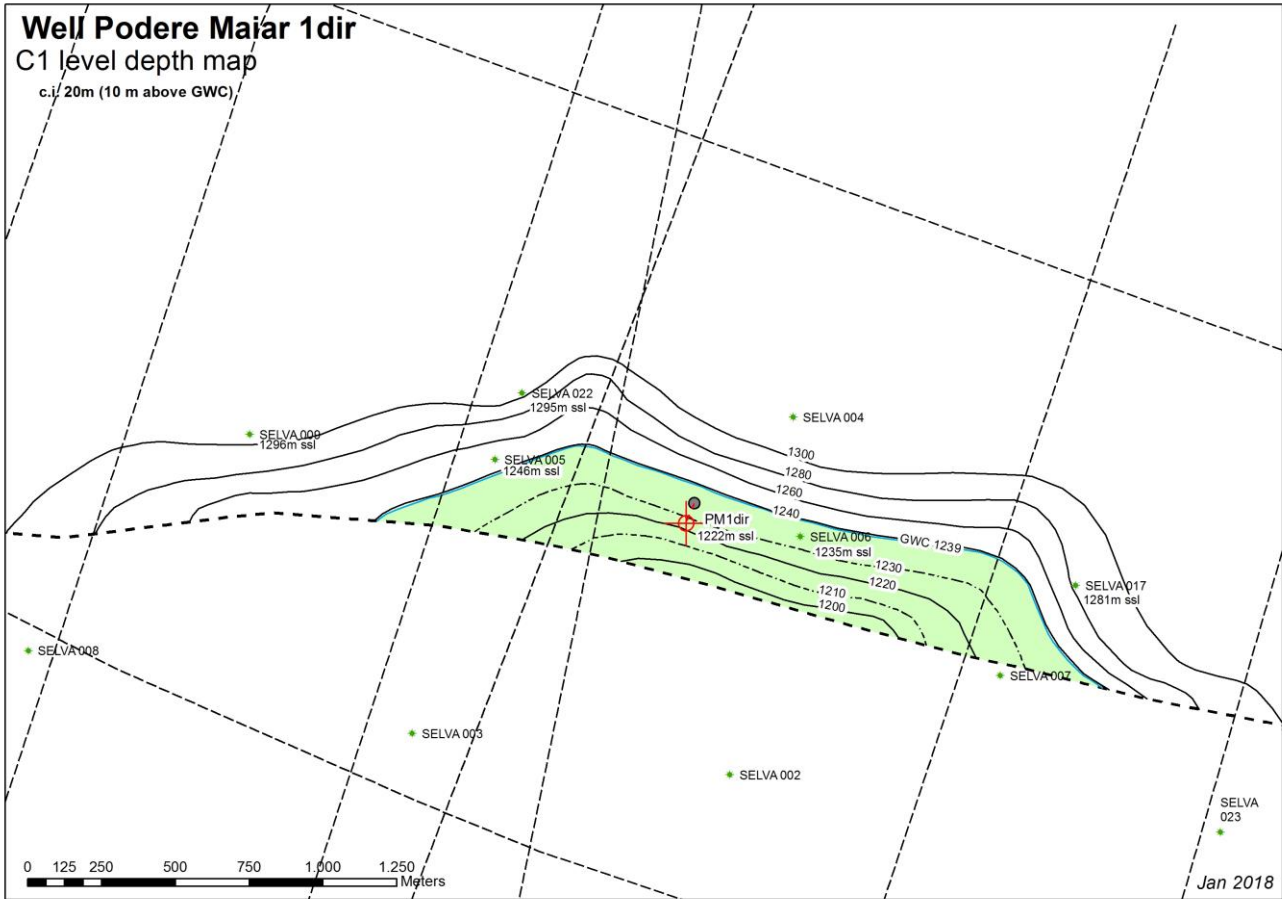 Well Podere Maiar 1dir
C1 level depth map
c.i. 20m (10 m above GWC)
SELVA 022
1295m ssl
SELVA 004
SELVA 009
1296m ssl
1300
SELVA 005
1246m ssl
1280
1260
1240
PM1dir
1222m ssl
SELVA 006
1235m ssl
GWC 1239
1230
1220
1210
1200
SELVA 017
1281m ssl
SELVA 008
SELVA 007
SELVA 003
SELVA 002
SELVA
023
0 125 250 500 750 1.000 1.250
Meters
Jan 2018